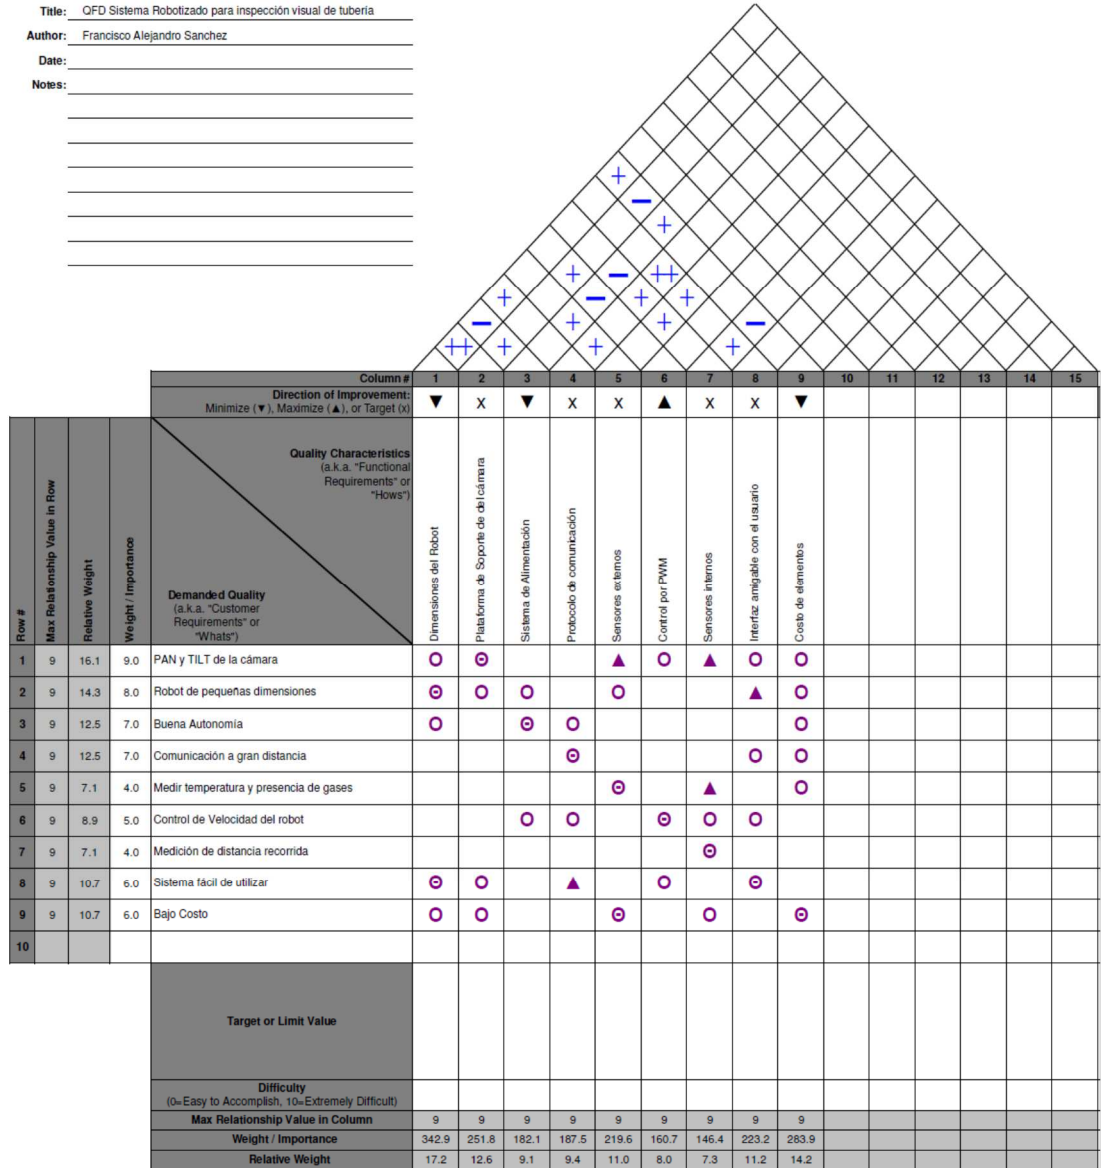 Title: QFD Sistema Robotizado para inspección visual de tubería
Author: Francisco Alejandro Sanchez
Date:
Notes:
+
−
+
+ − ++
+ − + +
− + + −
++ + + +
Column # 1 2 3 4 5 6 7 8 9 10 11 12 13 14 15
Direction of Improvement:
Minimize (▼), Maximize (▲), or Target (x)
▼ X ▼ X X ▲ X X ▼
Quality Characteristics
(a.k.a. "Functional
Requirements" or
"Hows")
Demanded Quality
(a.k.a. "Customer
Requirements" or
"Whats")
Row #
Max Relationship Value in Row
Relative Weight
Weight / Importance
Dimensiones del Robot
Plataforma de Soporte de del cámara
Sistema de Alimentación
Protocolo de comunicación
Sensores externos
Control por PWM
Sensores internos
Interfaz amigable con el usuario
Costo de elementos
1 9 16.1 9.0 PAN y TILT de la cámara Ο Θ ▲ Ο ▲ Ο Ο
2 9 14.3 8.0 Robot de pequeñas dimensiones Θ Ο Ο Ο ▲ Ο
3 9 12.5 7.0 Buena Autonomía Ο Θ Ο Ο
4 9 12.5 7.0 Comunicación a gran distancia Θ Ο Ο
5 9 7.1 4.0 Medir temperatura y presencia de gases Θ ▲ Ο
6 9 8.9 5.0 Control de Velocidad del robot Ο Ο Θ Ο Ο
7 9 7.1 4.0 Medición de distancia recorrida Θ
8 9 10.7 6.0 Sistema fácil de utilizar Θ Ο ▲ Ο Θ
9 9 10.7 6.0 Bajo Costo Ο Ο Θ Ο Θ
10
Target or Limit Value
Difficulty
(0=Easy to Accomplish, 10=Extremely Difficult)
Max Relationship Value in Column 9 9 9 9 9 9 9 9 9
Weight / Importance 342.9 251.8 182.1 187.5 219.6 160.7 146.4 223.2 283.9
Relative Weight 17.2 12.6 9.1 9.4 11.0 8.0 7.3 11.2 14.2